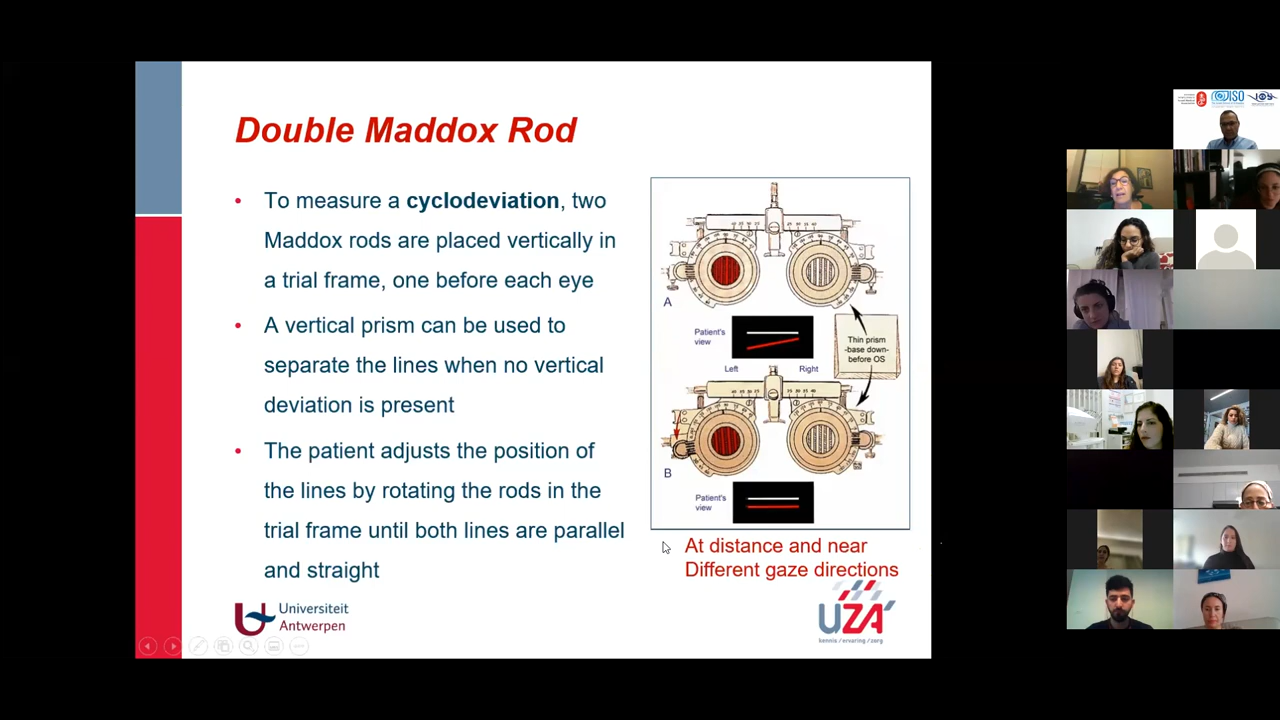 Double Maddox Rod
• To measure a cyclodeviation, two
Maddox rods are placed vertically in
a trial frame, one before each eye
• A vertical prism can be used to
separate the lines when no vertical
deviation is present
• The patient adjusts the position of
the lines by rotating the rods in the
trial frame until both lines are parallel
and straight
A
Patient's
view
Left
Right
Thin prism
-base down-
before OS
B
Patient's
view
At distance and near
Different gaze directions
Universiteit
Antwerpen
UZA
kennis / ervaring / zorg
ISO